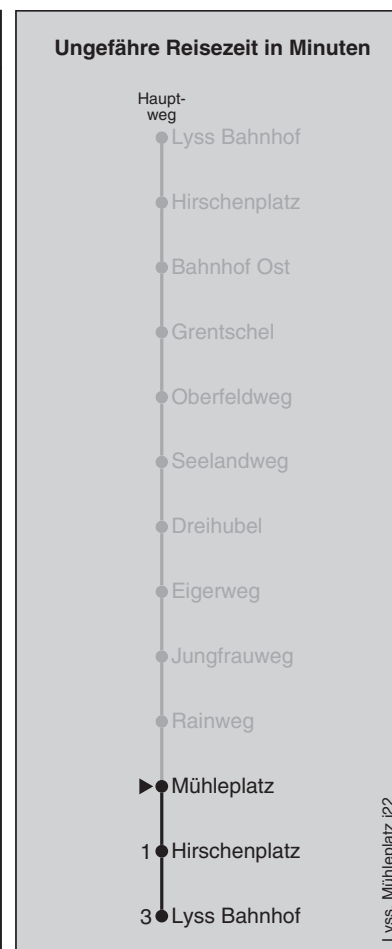 Ungefähre Reisezeit in Minuten
Haupt-
weg
Lyss Bahnhof
Hirschenplatz
Bahnhof Ost
Grentschel
Oberfeldweg
Seelandweg
Dreihubel
Eigerweg
Jungfrauweg
Rainweg
Mühleplatz
1 Hirschenplatz
3 Lyss Bahnhof
Lyss, Mühleplatz j22